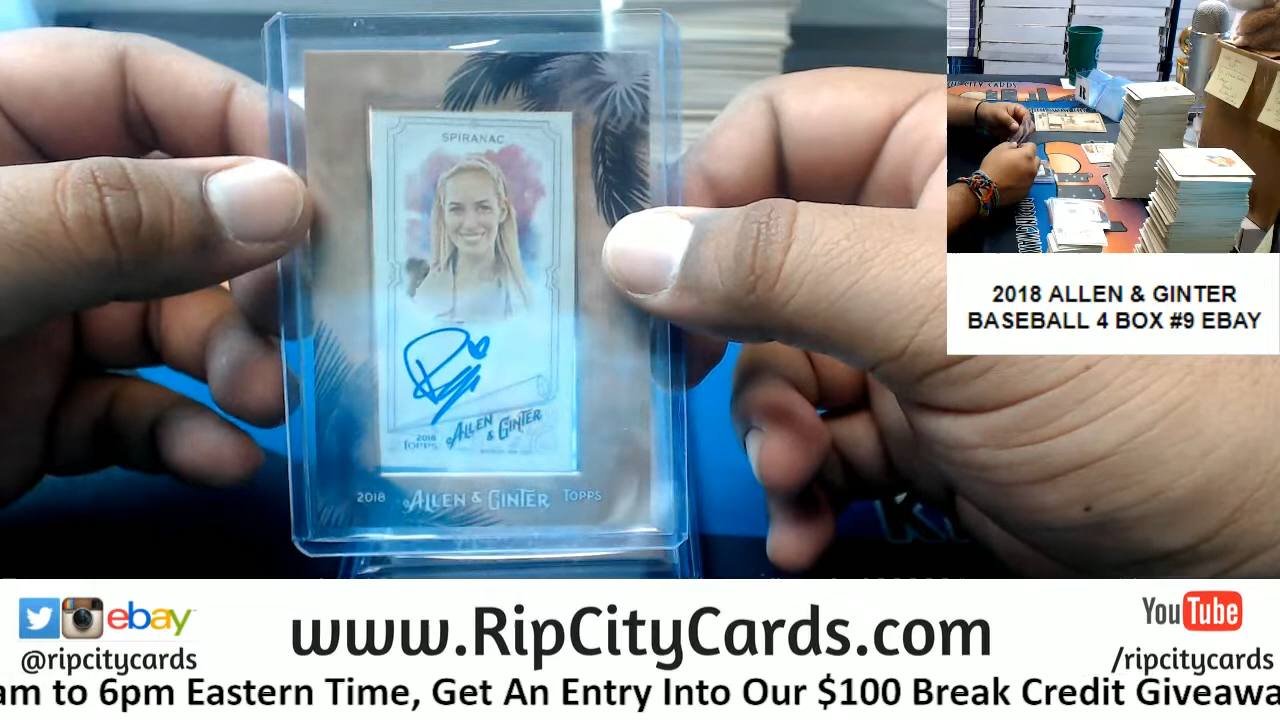 SPIRANAC
2018 TOPPS ALLEN & GINTER
2018 ALLEN & GINTER TOPPS
2018 ALLEN & GINTER
BASEBALL 4 BOX #9 EBAY
ebay
@ripcitycards
www.RipCityCards.com
YouTube
/ripcitycards
am to 6pm Eastern Time, Get An Entry Into Our $100 Break Credit Giveawa